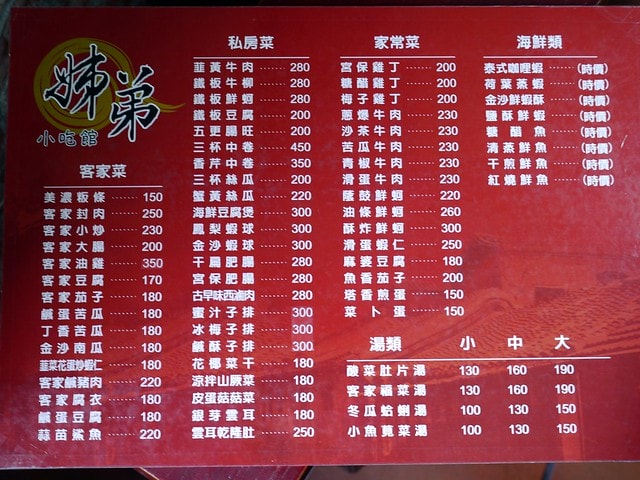 姊弟
小吃館
客家菜
美濃粄條 ……… 150
客家封肉 ……… 250
客家小炒 ……… 230
客家大腸 ……… 200
客家油雞 ……… 350
客家豆腐 ……… 170
客家茄子 ……… 180
鹹蛋苦瓜 ……… 180
丁香苦瓜 ……… 180
金沙南瓜 ……… 180
韮菜花蛋炒蝦仁 …… 180
客家鹹豬肉 ……… 220
客家腐衣 ……… 180
鹹蛋豆腐 ……… 180
蒜苗鯊魚 ……… 220
私房菜
韮黃牛肉 ……… 280
鐵板牛柳 ……… 280
鐵板鮮蚵 ……… 280
鐵板豆腐 ……… 200
五更腸旺 ……… 200
三杯中卷 ……… 450
香芹中卷 ……… 350
三杯絲瓜 ……… 200
蟹黃絲瓜 ……… 220
海鮮豆腐煲 ……… 300
鳳梨蝦球 ……… 300
金沙蝦球 ……… 300
干扁肥腸 ……… 280
宮保肥腸 ……… 280
古早味西滷肉 ……… 280
蜜汁子排 ……… 300
冰梅子排 ……… 300
鹹酥子排 ……… 300
花椰菜干 ……… 180
涼拌山蕨菜 ……… 180
皮蛋菇菇菜 ……… 180
銀芽雲耳 ……… 180
雲耳乾隆肚 ……… 250
家常菜
宮保雞丁 ……… 200
糖醋雞丁 ……… 200
梅子雞丁 ……… 200
蔥爆牛肉 ……… 230
沙茶牛肉 ……… 230
苦瓜牛肉 ……… 230
青椒牛肉 ……… 230
滑蛋牛肉 ……… 230
蔭鼓鮮蚵 ……… 220
油條鮮蚵 ……… 260
酥炸鮮蚵 ……… 300
滑蛋蝦仁 ……… 250
麻婆豆腐 ……… 180
魚香茄子 ……… 200
塔香煎蛋 ……… 150
菜卜蛋 ……… 150
海鮮類
泰式咖哩蝦 ……(時價)
荷葉蒸蝦 ……(時價)
金沙鮮蝦酥 ……(時價)
鹽酥鮮蝦 ……(時價)
糖醋魚 ……(時價)
清蒸鮮魚 ……(時價)
干煎鮮魚 ……(時價)
紅燒鮮魚 ……(時價)
湯類 小 中 大
酸菜肚片湯 130 160 190
客家福菜湯 130 160 190
冬瓜蛤蜊湯 100 130 150
小魚莧菜湯 100 130 150